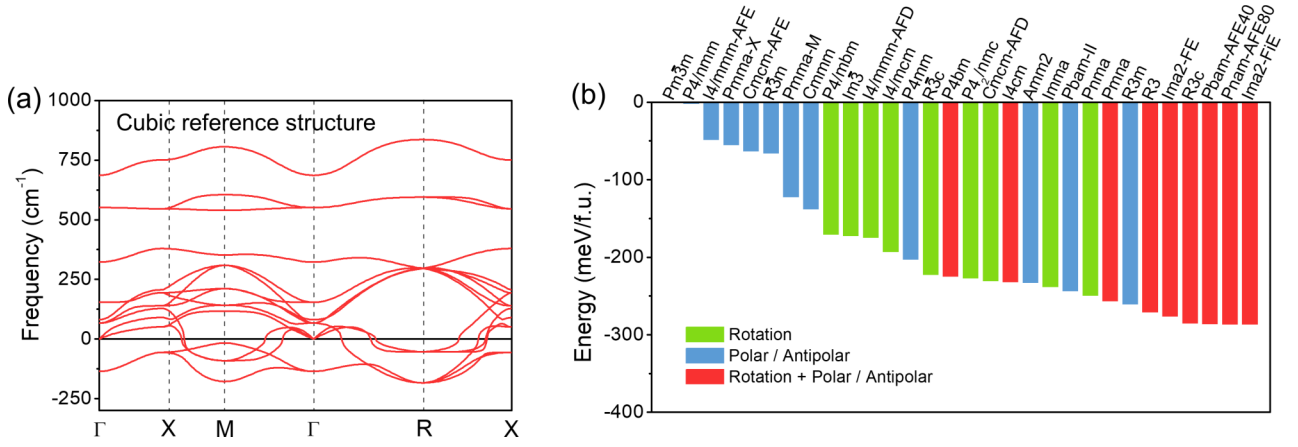 (a)
Cubic reference structure
Frequency (cm⁻¹)
1000
750
500
250
0
-250
Γ
X
M
Γ
R
X
(b)
Pm3̄m
P4/nmm
I4/mmm-AFE
Pmma-X
Cmcm-AFE
R3̄m
Pmma-M
Cmmm
P4/mbm
Im3̄
I4/mmm-AFD
I4/mcm
P4mm
R3̄c
P4bm
P4₂/nmc
Cmcm-AFD
I4cm
Amm2
Imma
Pbam-II
Pnma
Pmna
R3m
R3
Ima2-FE
R3c
Pbam-AFE40
Pnam-AFE80
Ima2-FiE
Energy (meV/f.u.)
0
-100
-200
-300
-400
Rotation
Polar / Antipolar
Rotation + Polar / Antipolar